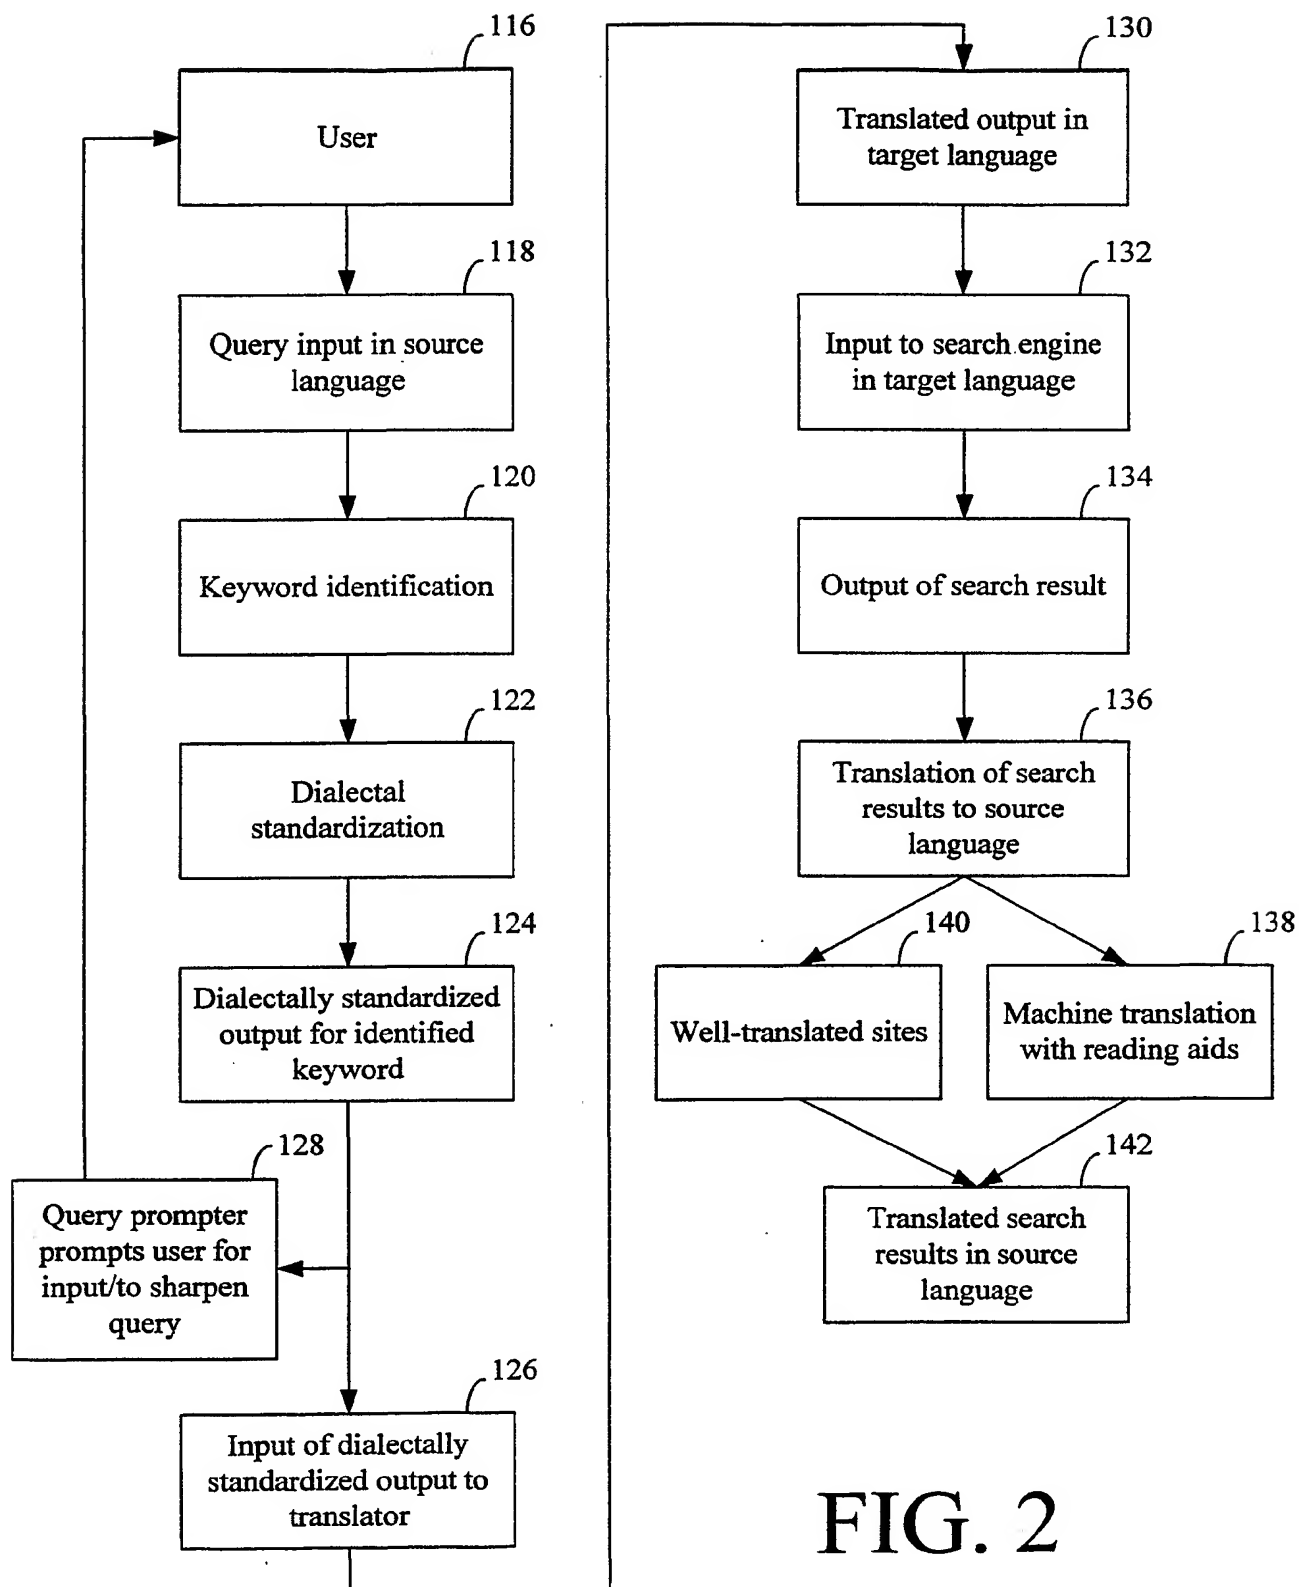 116
User
118
Query input in source
language
120
Keyword identification
122
Dialectal
standardization
124
Dialectally standardized
output for identified
keyword
128
Query prompter
prompts user for
input/to sharpen
query
126
Input of dialectally
standardized output to
translator
130
Translated output in
target language
132
Input to search engine
in target language
134
Output of search result
136
Translation of search
results to source
language
140
Well-translated sites
138
Machine translation
with reading aids
142
Translated search
results in source
language
FIG. 2